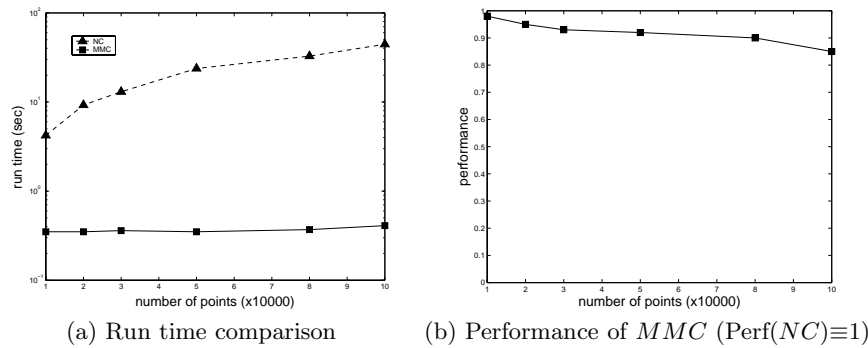 10²
10¹
10⁰
10⁻¹
run time (sec)
NC
MMC
1 2 3 4 5 6 7 8 9 10
number of points (x10000)
(a) Run time comparison
1
0.9
0.8
0.7
0.6
0.5
0.4
0.3
0.2
0.1
0
performance
1 2 3 4 5 6 7 8 9 10
number of points (x10000)
(b) Performance of MMC (Perf(NC)≡1)